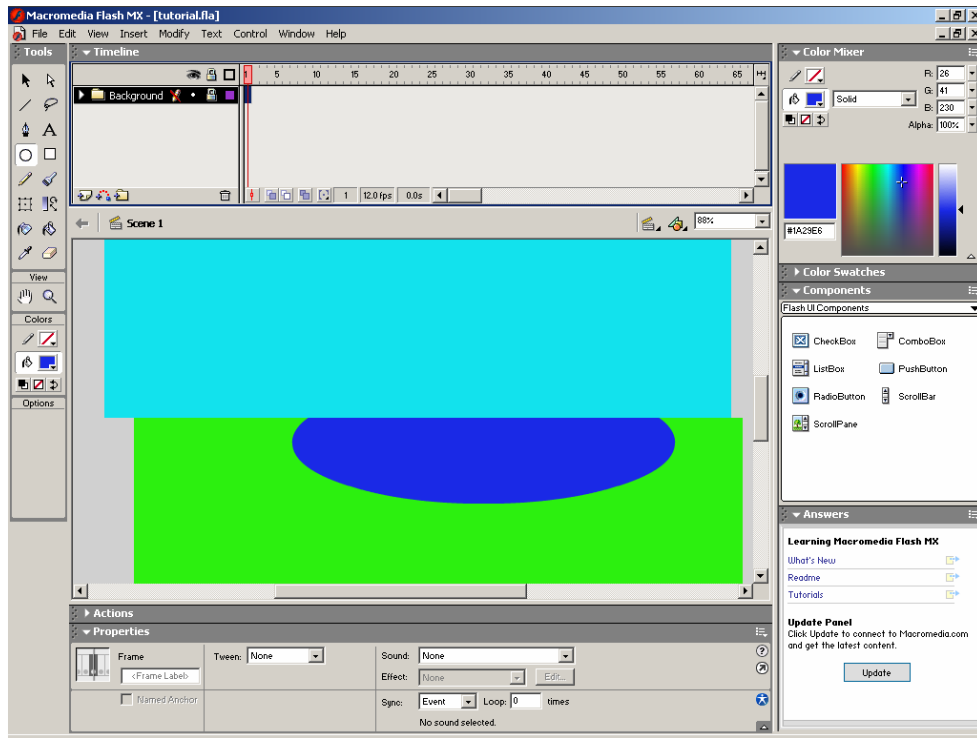 Macromedia Flash MX - [tutorial.fla]
File Edit View Insert Modify Text Control Window Help
Tools
Timeline
1 5 10 15 20 25 30 35 40 45 50 55 60 65
Background
1 12.0 fps 0.0s
Scene 1
88%
View
Colors
Options
Color Mixer
R: 26
Solid
G: 41
B: 230
Alpha: 100%
#1A29E6
Color Swatches
Components
Flash UI Components
CheckBox ComboBox
ListBox PushButton
RadioButton ScrollBar
ScrollPane
Answers
Learning Macromedia Flash MX
What's New
Readme
Tutorials
Update Panel
Click Update to connect to Macromedia.com
and get the latest content.
Update
Actions
Properties
Frame Tween: None Sound: None
<Frame Label> Effect: None Edit...
Named Anchor Sync: Event Loop: 0 times
No sound selected.